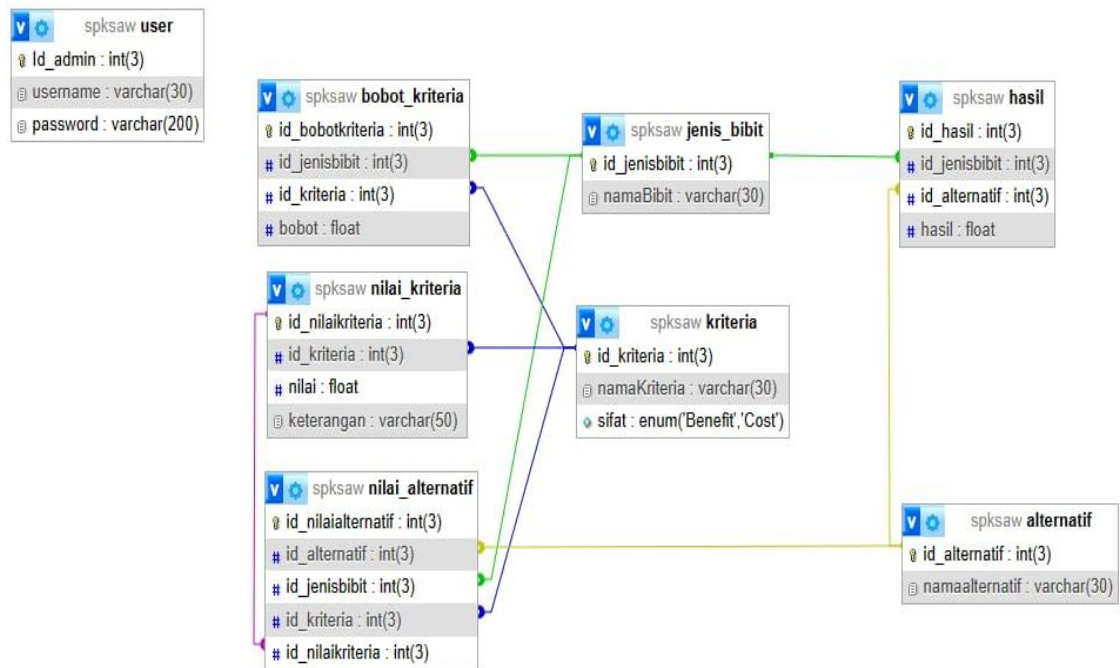 spksaw user
Id_admin : int(3)
username : varchar(30)
password : varchar(200)
v spksaw bobot_kriteria
id_bobotkriteria : int(3)
# id_jenisbibit : int(3)
# id_kriteria : int(3)
# bobot : float
v spksaw jenis_bibit
id_jenisbibit : int(3)
namaBibit : varchar(30)
v spksaw hasil
id_hasil : int(3)
# id_jenisbibit : int(3)
# id_alternatif : int(3)
# hasil : float
v spksaw nilai_kriteria
id_nilaikriteria : int(3)
# id_kriteria : int(3)
# nilai : float
keterangan : varchar(50)
v spksaw kriteria
id_kriteria : int(3)
namaKriteria : varchar(30)
sifat : enum('Benefit','Cost')
v spksaw nilai_alternatif
id_nilaialternatif : int(3)
# id_alternatif : int(3)
# id_jenisbibit : int(3)
# id_kriteria : int(3)
# id_nilaikriteria : int(3)
v spksaw alternatif
id_alternatif : int(3)
namaalternatif : varchar(30)